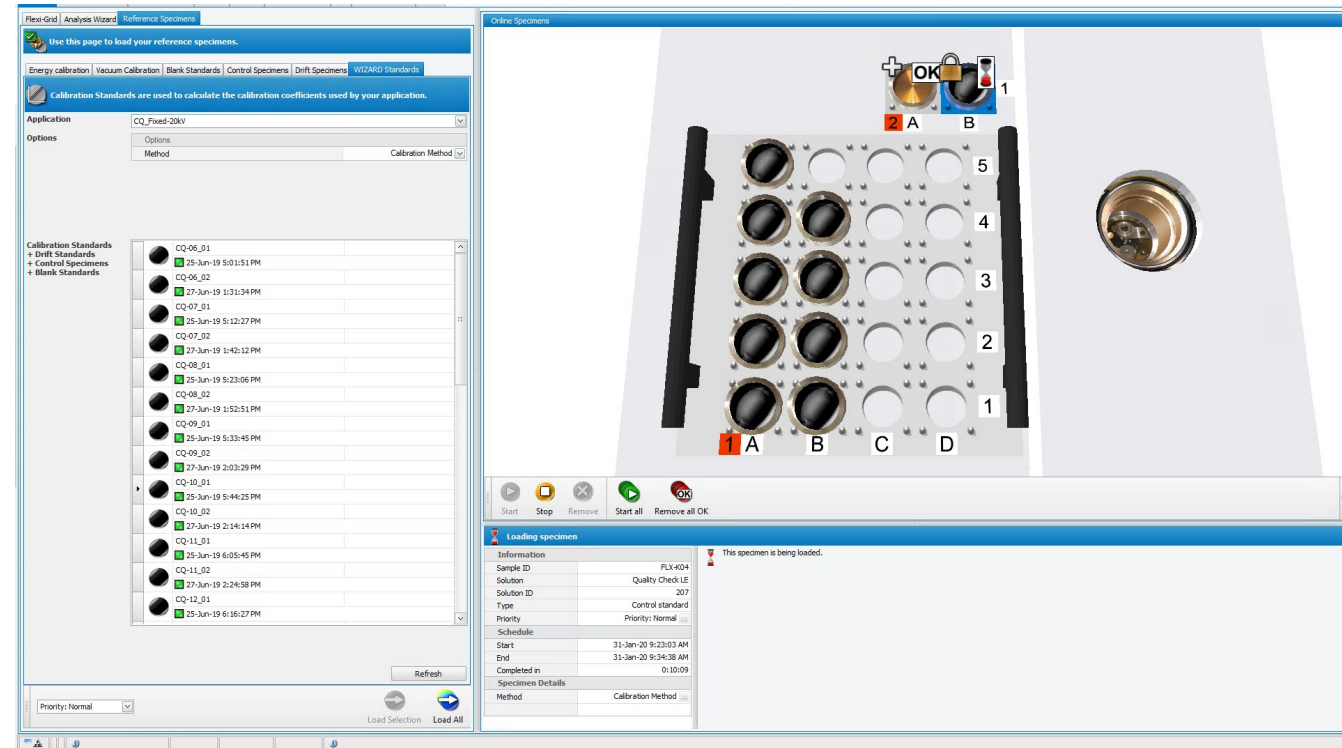 Flexi-Grid Analysis Wizard Reference Specimens
Use this page to load your reference specimens.
Energy calibration Vacuum Calibration Blank Standards Control Specimens Drift Specimens WIZARD Standards
Calibration Standards are used to calculate the calibration coefficients used by your application.
Application CQ_Fixed-20kV
Options Options
Method Calibration Method
Calibration Standards
+ Drift Standards
+ Control Specimens
+ Blank Standards
CQ-06_01
25-Jun-19 5:01:51 PM
CQ-06_02
27-Jun-19 1:31:34 PM
CQ-07_01
25-Jun-19 5:12:27 PM
CQ-07_02
27-Jun-19 1:42:12 PM
CQ-08_01
25-Jun-19 5:23:06 PM
CQ-08_02
27-Jun-19 1:52:51 PM
CQ-09_01
25-Jun-19 5:33:45 PM
CQ-09_02
27-Jun-19 2:03:29 PM
CQ-10_01
25-Jun-19 5:44:25 PM
CQ-10_02
27-Jun-19 2:14:14 PM
CQ-11_01
25-Jun-19 6:05:45 PM
CQ-11_02
27-Jun-19 2:24:58 PM
CQ-12_01
25-Jun-19 6:16:27 PM
Refresh
Priority: Normal
Load Selection Load All
Online Specimens
OK
1
2 A B
5
4
3
2
1
1 A B C D
OK
Start Stop Remove Start all Remove all OK
Loading specimen
Information
Sample ID FLX-K04
Solution Quality Check LE
Solution ID 207
Type Control standard
Priority Priority: Normal
Schedule
Start 31-Jan-20 9:23:03 AM
End 31-Jan-20 9:34:38 AM
Completed in 0:10:09
Specimen Details
Method Calibration Method
This specimen is being loaded.